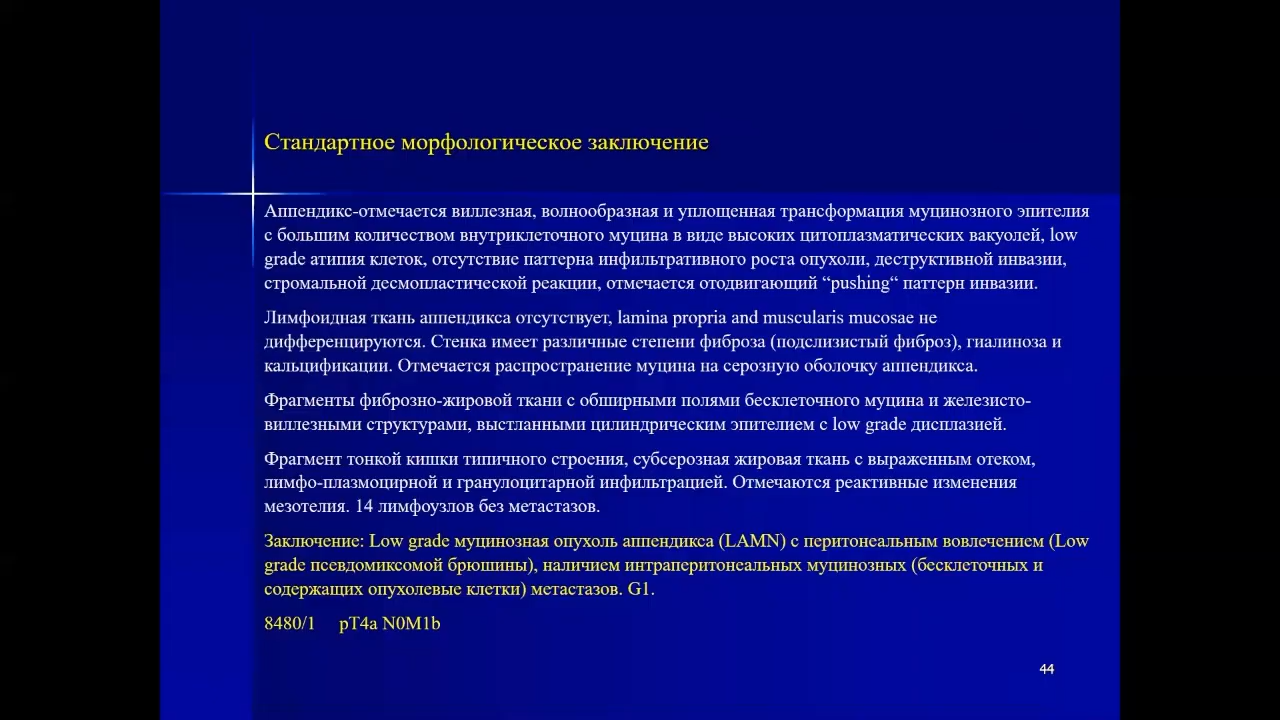 Стандартное морфологическое заключение
Аппендикс-отмечается виллезная, волнообразная и уплощенная трансформация муцинозного эпителия
с большим количеством внутриклеточного муцина в виде высоких цитоплазматических вакуолей, low
grade атипия клеток, отсутствие паттерна инфильтративного роста опухоли, деструктивной инвазии,
стромальной десмопластической реакции, отмечается отодвигающий “pushing“ паттерн инвазии.
Лимфоидная ткань аппендикса отсутствует, lamina propria and muscularis mucosae не
дифференцируются. Стенка имеет различные степени фиброза (подслизистый фиброз), гиалиноза и
кальцификации. Отмечается распространение муцина на серозную оболочку аппендикса.
Фрагменты фиброзно-жировой ткани с обширными полями бесклеточного муцина и железисто-
виллезными структурами, выстланными цилиндрическим эпителием с low grade дисплазией.
Фрагмент тонкой кишки типичного строения, субсерозная жировая ткань с выраженным отеком,
лимфо-плазмоцирной и гранулоцитарной инфильтрацией. Отмечаются реактивные изменения
мезотелия. 14 лимфоузлов без метастазов.
Заключение: Low grade муцинозная опухоль аппендикса (LAMN) с перитонеальным вовлечением (Low
grade псевдомиксомой брюшины), наличием интраперитонеальных муцинозных (бесклеточных и
содержащих опухолевые клетки) метастазов. G1.
8480/1 pT4a N0M1b
44